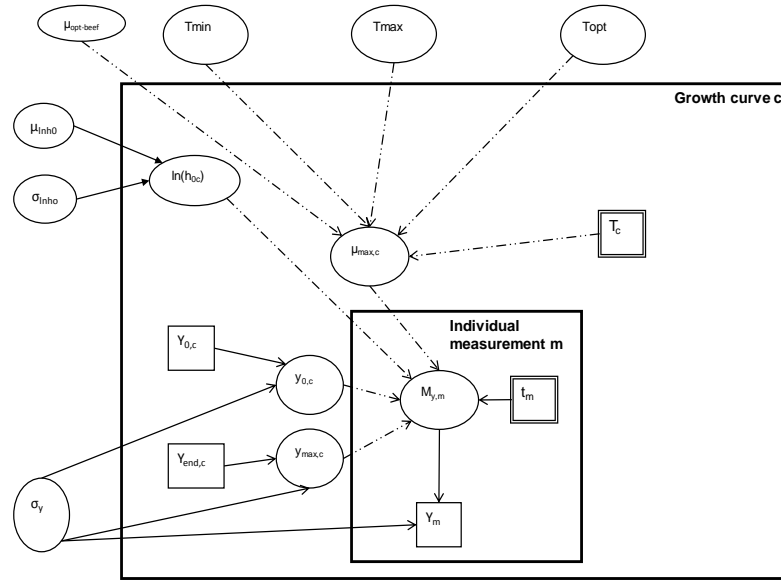 μopt-beef
Tmin
Tmax
Topt
Growth curve c
μlnh0
ln(h0c)
σlnho
Tc
μmax,c
Individual
measurement m
Y0,c
y0,c
My,m
tm
Yend,c
ymax,c
σy
Ym